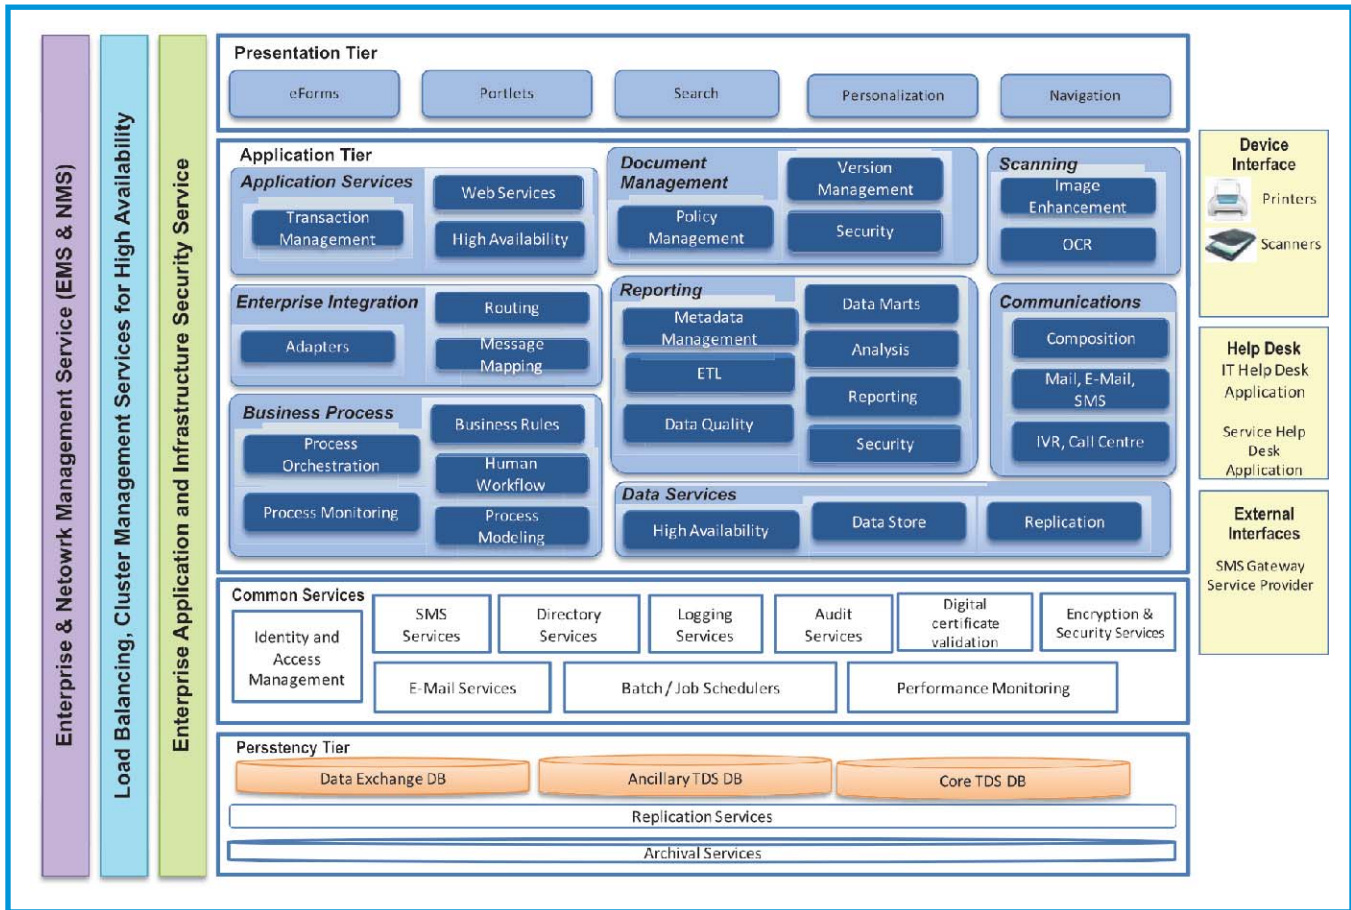 Enterprise & Netowrk Management Service (EMS & NMS)
Load Balancing, Cluster Management Services for High Availability
Enterprise Application and Infrastructure Security Service
Presentation Tier
eForms
Portlets
Search
Personalization
Navigation
Application Tier
Application Services
Transaction
Management
Web Services
High Availability
Enterprise Integration
Adapters
Routing
Message
Mapping
Business Process
Process
Orchestration
Process Monitoring
Business Rules
Human
Workflow
Process
Modeling
Document
Management
Policy
Management
Version
Management
Security
Scanning
Image
Enhancement
OCR
Reporting
Metadata
Management
ETL
Data Quality
Data Marts
Analysis
Reporting
Security
Communications
Composition
Mail, E-Mail,
SMS
IVR, Call Centre
Data Services
High Availability
Data Store
Replication
Common Services
Identity and
Access
Management
SMS
Services
Directory
Services
Logging
Services
Audit
Services
Digital
certificate
validation
Encryption &
Security Services
E-Mail Services
Batch / Job Schedulers
Performance Monitoring
Persstency Tier
Data Exchange DB
Ancillary TDS DB
Core TDS DB
Replication Services
Archival Services
Device
Interface
Printers
Scanners
Help Desk
IT Help Desk
Application
Service Help
Desk
Application
External
Interfaces
SMS Gateway
Service Provider